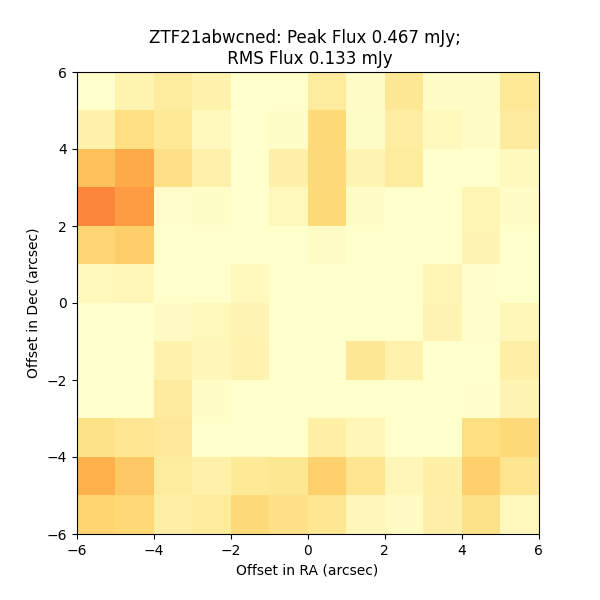 ZTF21abwcned: Peak Flux 0.467 mJy;
RMS Flux 0.133 mJy
6
4
2
0
−2
−4
−6
Offset in Dec (arcsec)
−6 −4 −2 0 2 4 6
Offset in RA (arcsec)